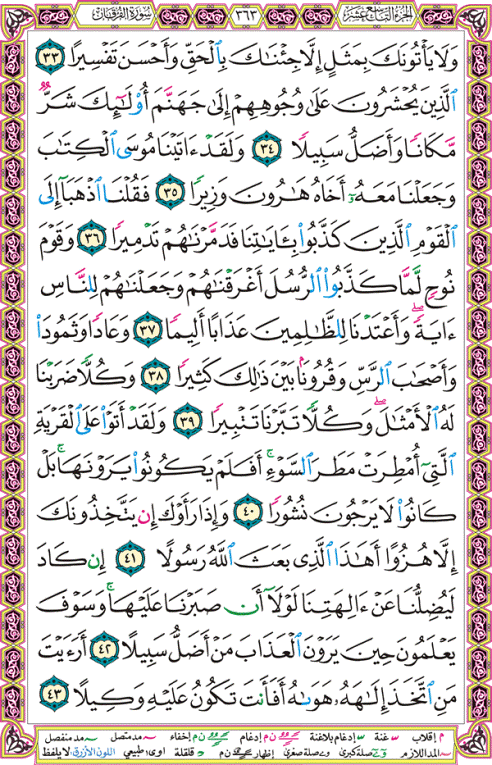 الجزء التاسع عشر ٣٦٣ سورة الفرقان
وَلَا يَأْتُونَكَ بِمَثَلٍ إِلَّا جِئْنَٰكَ بِٱلْحَقِّ وَأَحْسَنَ تَفْسِيرًا ٣٣
ٱلَّذِينَ يُحْشَرُونَ عَلَىٰ وُجُوهِهِمْ إِلَىٰ جَهَنَّمَ أُو۟لَٰٓئِكَ شَرٌّ
مَّكَانًا وَأَضَلُّ سَبِيلًا ٣٤ وَلَقَدْ ءَاتَيْنَا مُوسَى ٱلْكِتَٰبَ
وَجَعَلْنَا مَعَهُۥٓ أَخَاهُ هَٰرُونَ وَزِيرًا ٣٥ فَقُلْنَا ٱذْهَبَآ إِلَى
ٱلْقَوْمِ ٱلَّذِينَ كَذَّبُوا۟ بِـَٔايَٰتِنَا فَدَمَّرْنَٰهُمْ تَدْمِيرًا ٣٦ وَقَوْمَ
نُوحٍ لَّمَّا كَذَّبُوا۟ ٱلرُّسُلَ أَغْرَقْنَٰهُمْ وَجَعَلْنَٰهُمْ لِلنَّاسِ
ءَايَةً ۖ وَأَعْتَدْنَا لِلظَّٰلِمِينَ عَذَابًا أَلِيمًا ٣٧ وَعَادًا وَثَمُودَا۟
وَأَصْحَٰبَ ٱلرَّسِّ وَقُرُونًۢا بَيْنَ ذَٰلِكَ كَثِيرًا ٣٨ وَكُلًّا ضَرَبْنَا
لَهُ ٱلْأَمْثَٰلَ ۖ وَكُلًّا تَبَّرْنَا تَتْبِيرًا ٣٩ وَلَقَدْ أَتَوْا۟ عَلَى ٱلْقَرْيَةِ
ٱلَّتِىٓ أُمْطِرَتْ مَطَرَ ٱلسَّوْءِ ۚ أَفَلَمْ يَكُونُوا۟ يَرَوْنَهَا ۚ بَلْ
كَانُوا۟ لَا يَرْجُونَ نُشُورًا ٤٠ وَإِذَا رَأَوْكَ إِن يَتَّخِذُونَكَ
إِلَّا هُزُوًا أَهَٰذَا ٱلَّذِى بَعَثَ ٱللَّهُ رَسُولًا ٤١ إِن كَادَ
لَيُضِلُّنَا عَنْ ءَالِهَتِنَا لَوْلَآ أَن صَبَرْنَا عَلَيْهَا ۚ وَسَوْفَ
يَعْلَمُونَ حِينَ يَرَوْنَ ٱلْعَذَابَ مَنْ أَضَلُّ سَبِيلًا ٤٢ أَرَءَيْتَ
مَنِ ٱتَّخَذَ إِلَٰهَهُۥ هَوَىٰهُ أَفَأَنتَ تَكُونُ عَلَيْهِ وَكِيلًا ٤٣
م إقلاب غنة إدغام بلاغنة ن م إدغام ن م إخفاء مد متصل مد منفصل
المد اللازم صلة كبرى صلة صغرى إظهار ن م قلقلة اوى: طبيعي اللون الأزرق: لا يلفظ